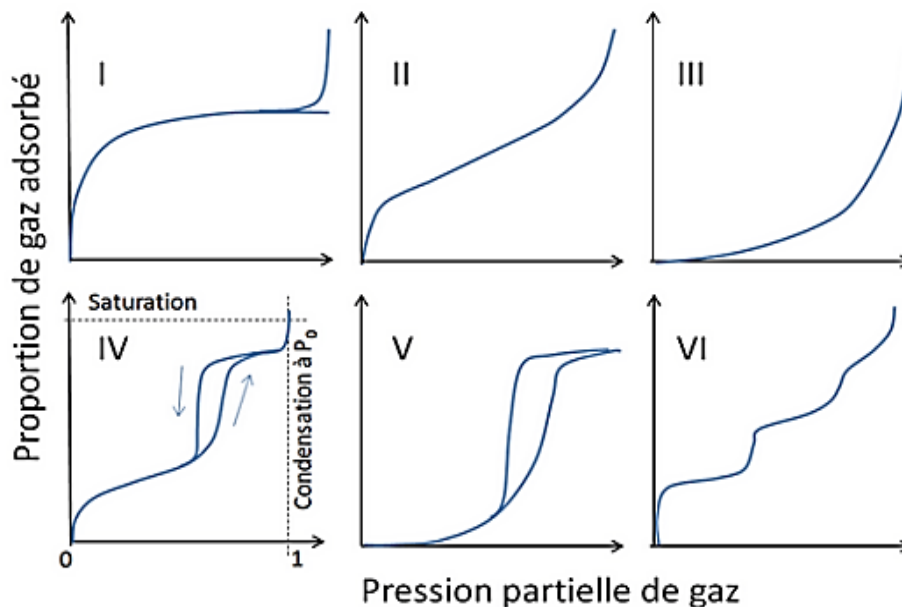 Proportion de gaz adsorbé
I
II
III
Saturation
IV
Condensation à P0
V
VI
0
1
Pression partielle de gaz